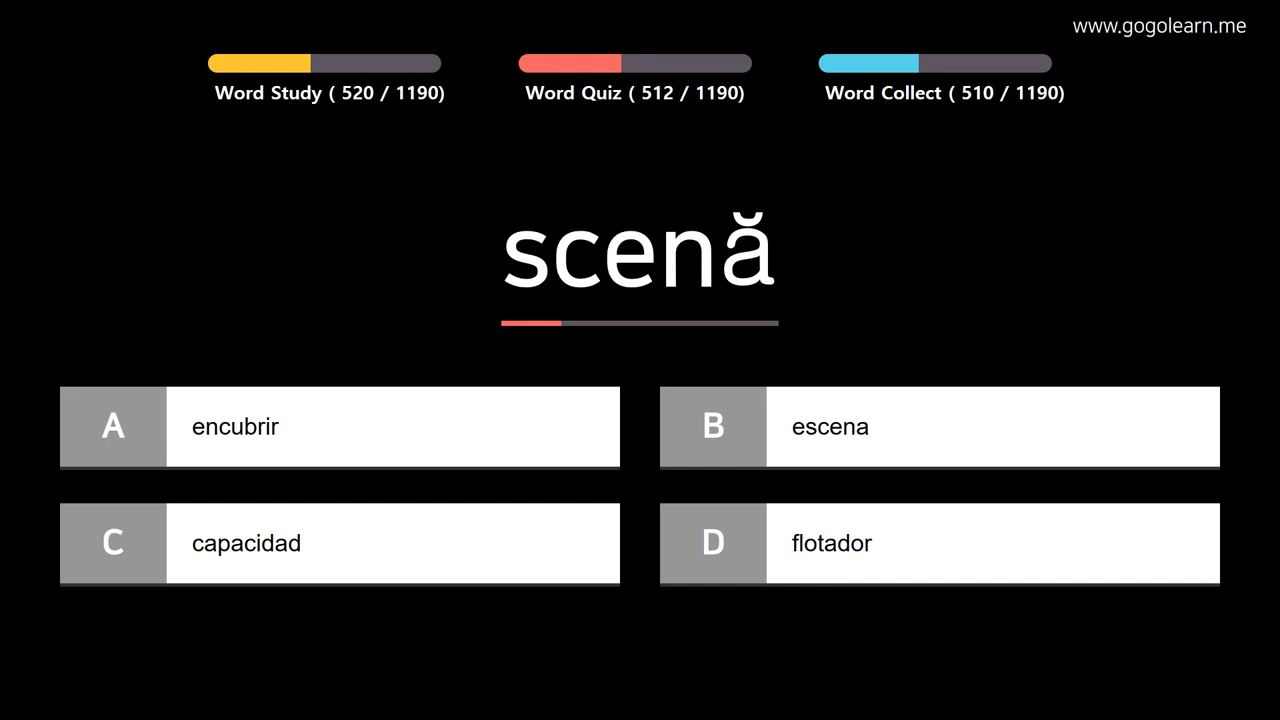 www.gogolearn.me
Word Study ( 520 / 1190)
Word Quiz ( 512 / 1190)
Word Collect ( 510 / 1190)
scenă
A encubrir
B escena
C capacidad
D flotador